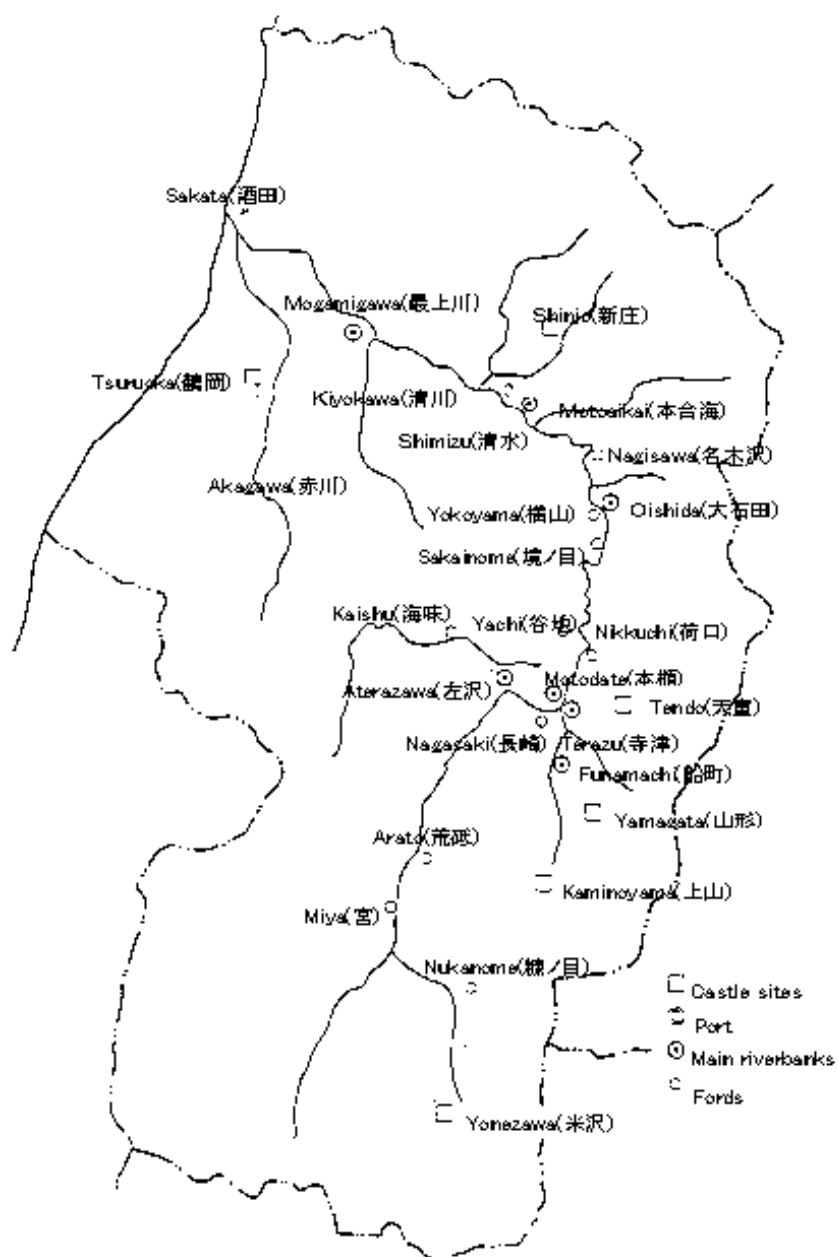 Sakata(酒田)
Mogamigawa(最上川)
Shinjo(新庄)
Tsuruoka(鶴岡)
Kiyokawa(清川)
Motoaikai(本合海)
Shimizu(清水)
Nagisawa(名木沢)
Akagawa(赤川)
Yokoyama(横山)
Oishida(大石田)
Sakainome(境ノ目)
Kaishu(海味)
Yachi(谷地)
Nikkuchi(荷口)
Aterazawa(左沢)
Motodate(本楯)
Tendo(天童)
Nagasaki(長崎)
Terazu(寺津)
Funamachi(船町)
Yamagata(山形)
Arato(荒砥)
Kaminoyama(上山)
Miya(宮)
Nukanome(糠ノ目)
Castle sites
Port
Main riverbanks
Fords
Yonezawa(米沢)